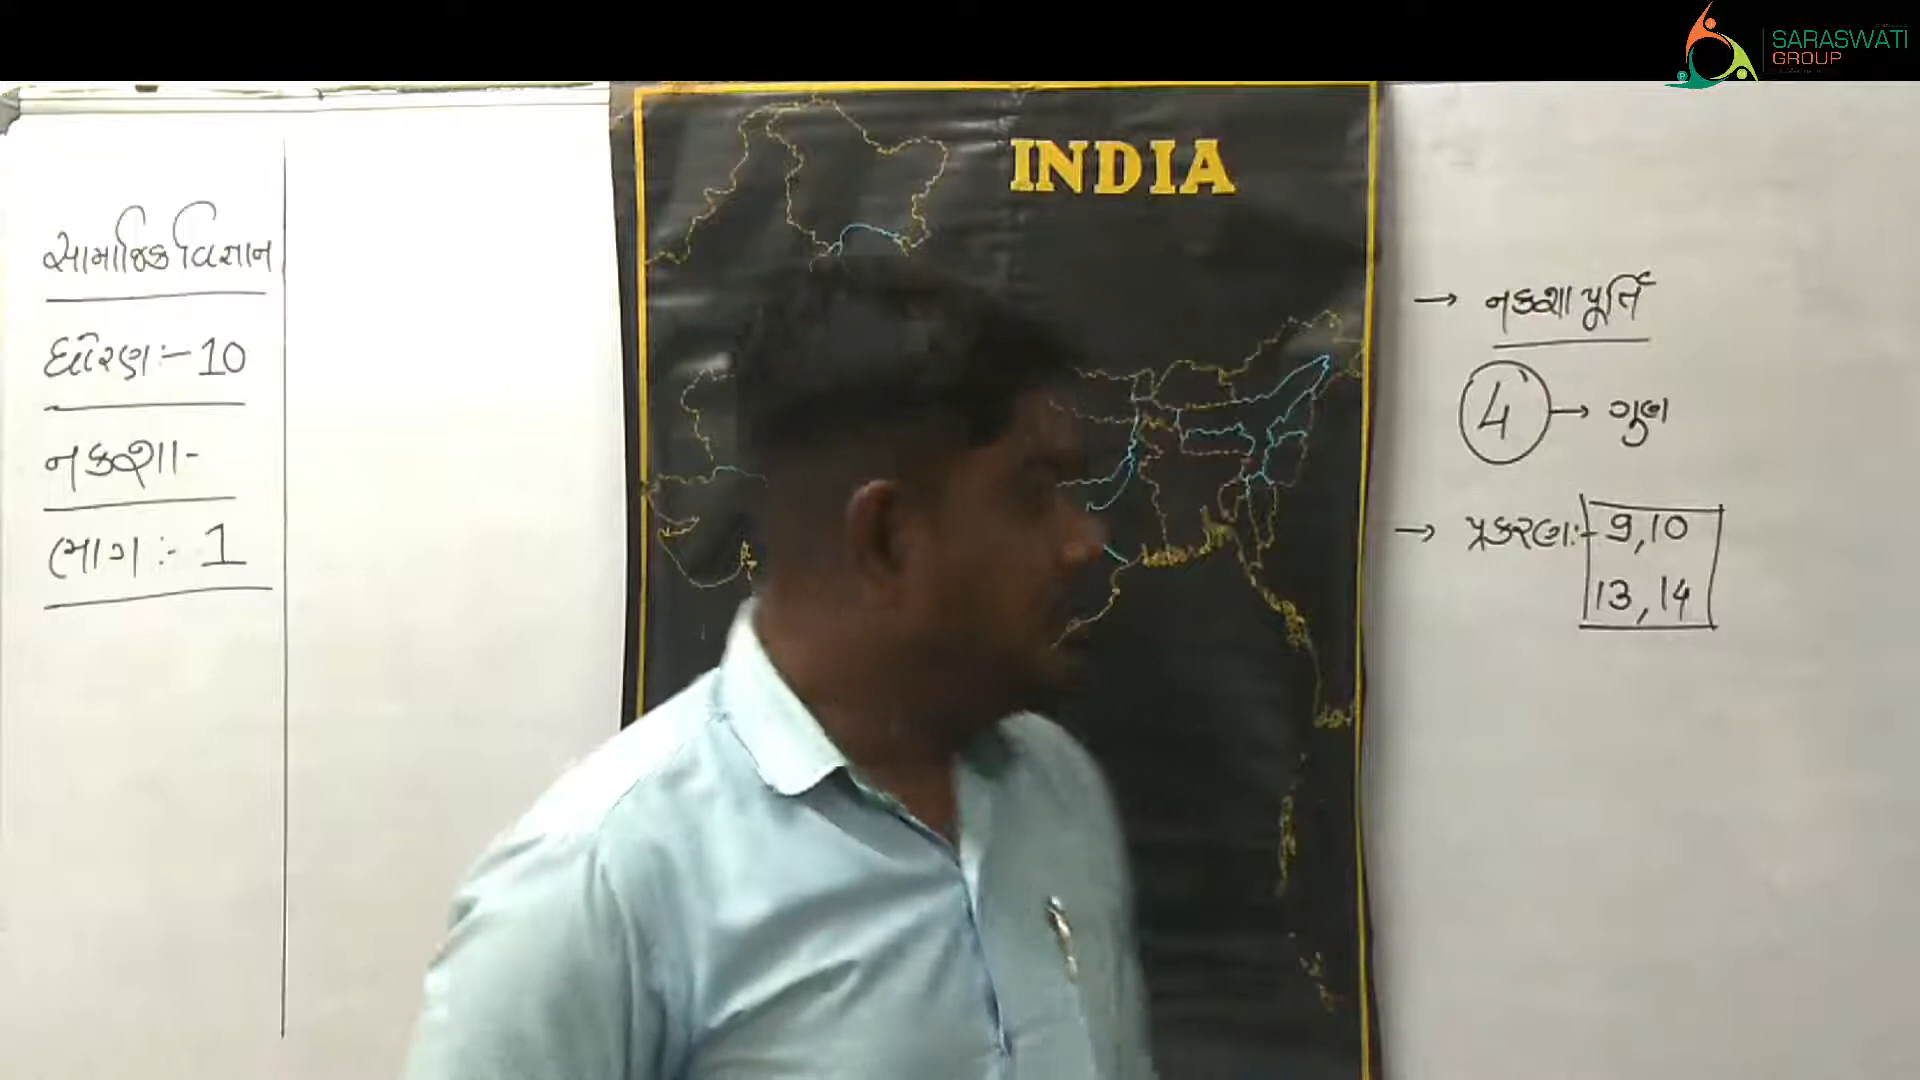 સામાજિક વિજ્ઞાન
ધોરણ :- 10
નકશા -
ભાગ :- 1
INDIA
→ નકશા પૂર્તિ
4 → ગુણ
→ પ્રકરણ :- 9, 10
13, 14
SARASWATI
GROUP